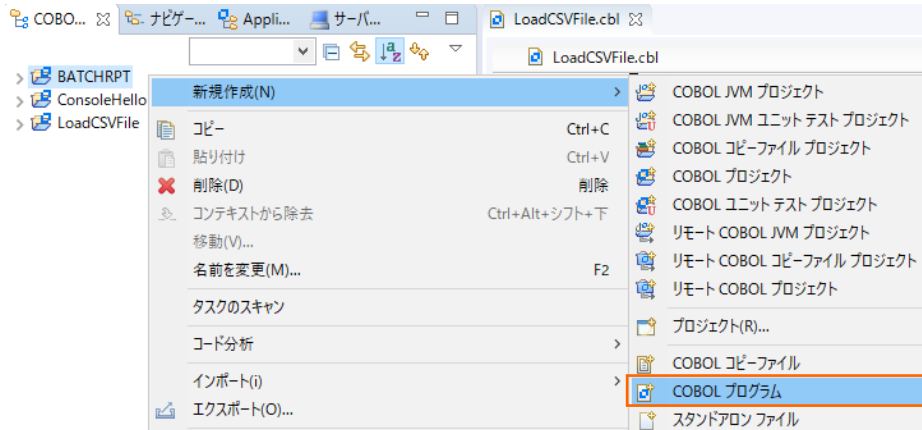 COBO... ナビゲー... Appli... サーバ... LoadCSVFile.cbl
LoadCSVFile.cbl
BATCHRPT
ConsoleHello
LoadCSVFile
新規作成(N)
コピー Ctrl+C
貼り付け Ctrl+V
削除(D) 削除
コンテキストから除去 Ctrl+Alt+シフト+下
移動(V)...
名前を変更(M)... F2
タスクのスキャン
コード分析
インポート(i)
エクスポート(O)...
COBOL JVM プロジェクト
COBOL JVM ユニット テスト プロジェクト
COBOL コピーファイル プロジェクト
COBOL プロジェクト
COBOL ユニット テスト プロジェクト
リモート COBOL JVM プロジェクト
リモート COBOL コピーファイル プロジェクト
リモート COBOL プロジェクト
プロジェクト(R)...
COBOL コピーファイル
COBOL プログラム
スタンドアロン ファイル